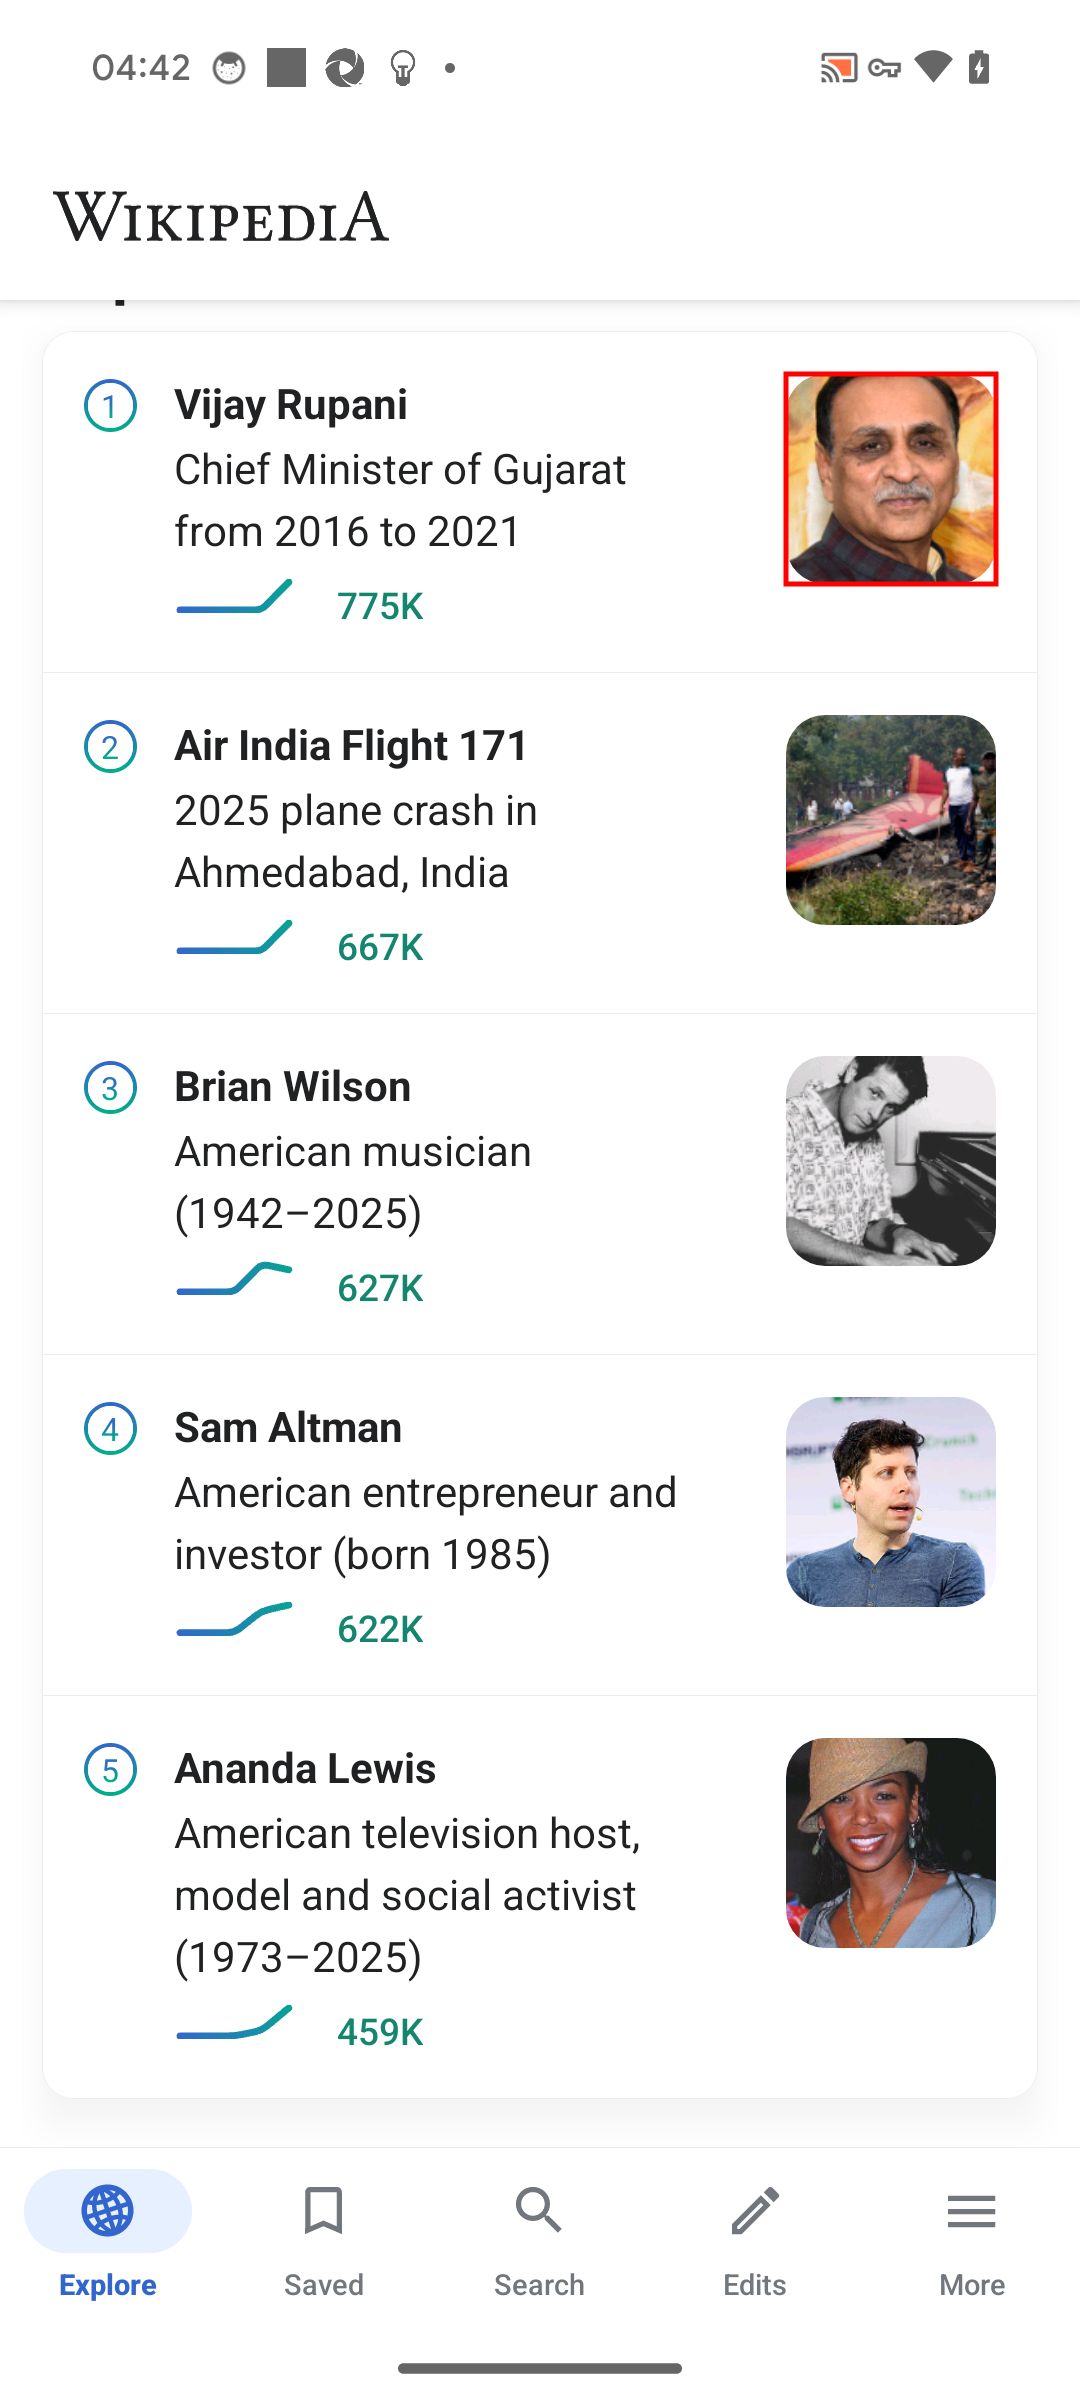 04:42
WIKIPEDIA
1 Vijay Rupani
Chief Minister of Gujarat
from 2016 to 2021
775K
2 Air India Flight 171
2025 plane crash in
Ahmedabad, India
667K
3 Brian Wilson
American musician
(1942–2025)
627K
4 Sam Altman
American entrepreneur and
investor (born 1985)
622K
5 Ananda Lewis
American television host,
model and social activist
(1973–2025)
459K
Explore Saved Search Edits More